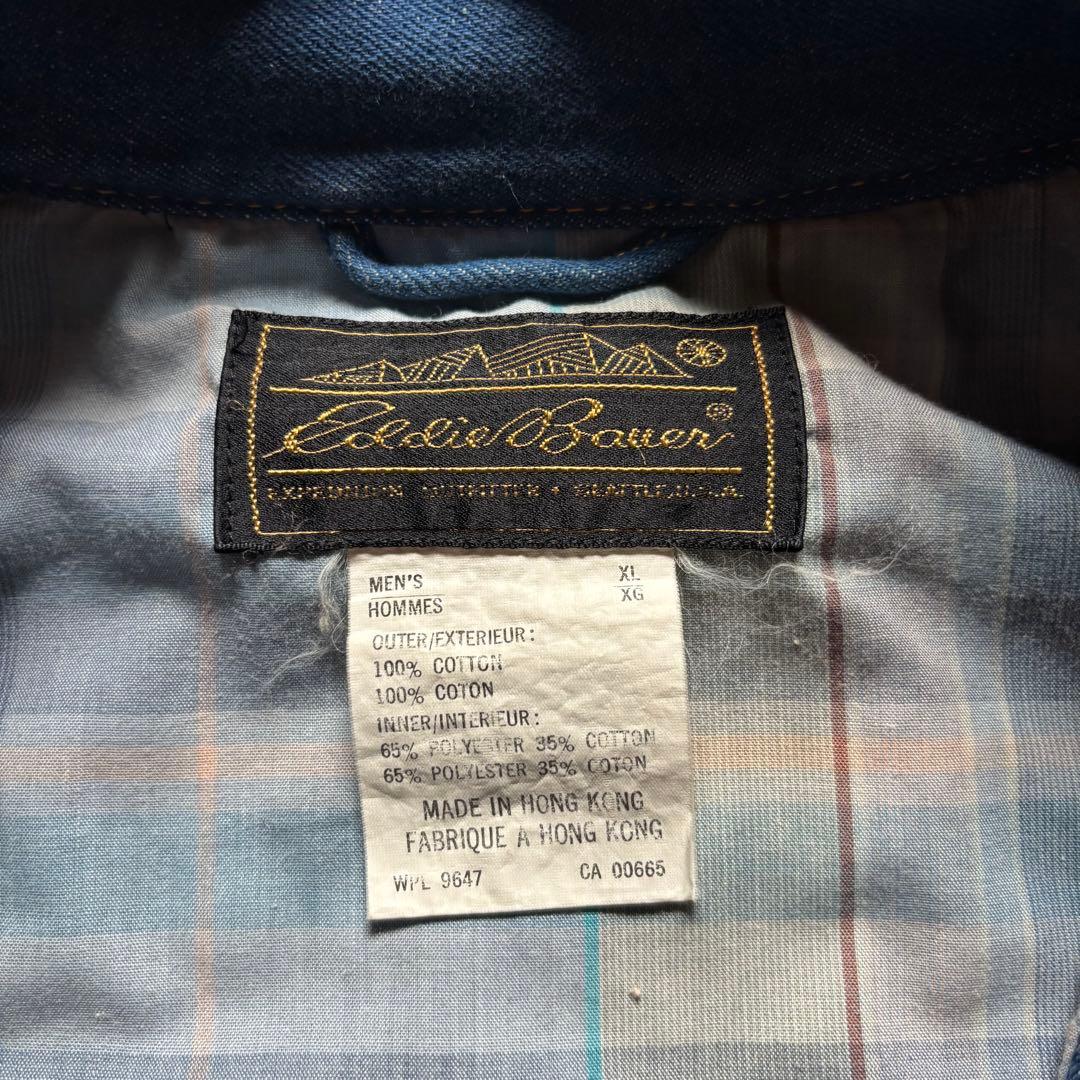 Eddie Bauer®
EXPEDITION OUTFITTER • SEATTLE, U.S.A.
MEN'S XL
HOMMES XG
OUTER/EXTERIEUR:
100% COTTON
100% COTON
INNER/INTERIEUR:
65% POLYESTER 35% COTTON
65% POLYESTER 35% COTON
MADE IN HONG KONG
FABRIQUE A HONG KONG
WPL 9647 CA 00665